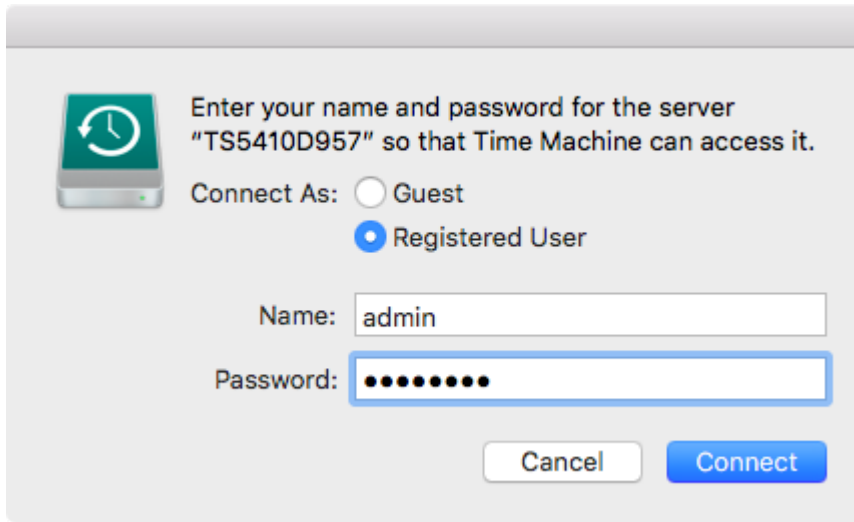 Enter your name and password for the server
"TS5410D957" so that Time Machine can access it.
Connect As: Guest
Registered User
Name: admin
Password: ••••••••
Cancel Connect